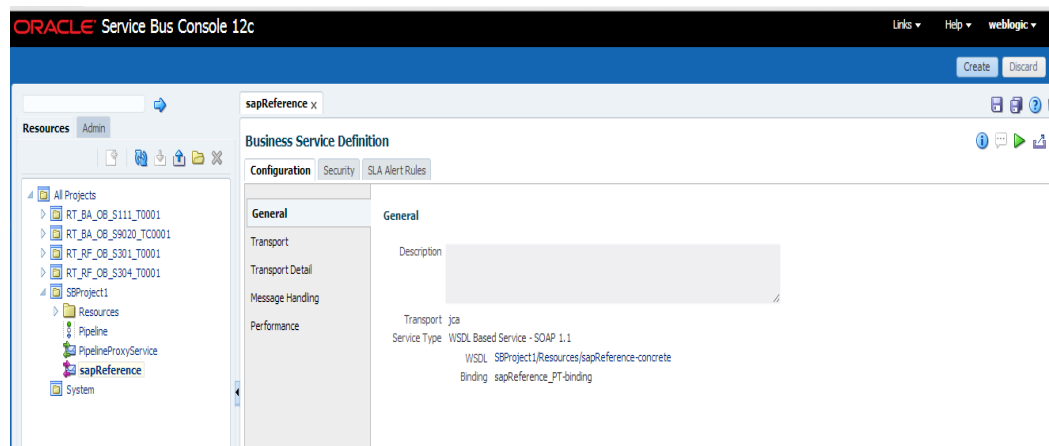 ORACLE Service Bus Console 12c
Links Help weblogic
Create Discard
sapReference x
Resources Admin
Business Service Definition
Configuration Security SLA Alert Rules
All Projects
RT_BA_OB_S111_T0001
RT_BA_OB_S9020_TC0001
RT_RF_OB_S301_T0001
RT_RF_OB_S304_T0001
SBProject1
Resources
Pipeline
PipelineProxyService
sapReference
System
General
Transport
Transport Detail
Message Handling
Performance
General
Description
Transport jca
Service Type WSDL Based Service - SOAP 1.1
WSDL SBProject1/Resources/sapReference-concrete
Binding sapReference_PT-binding